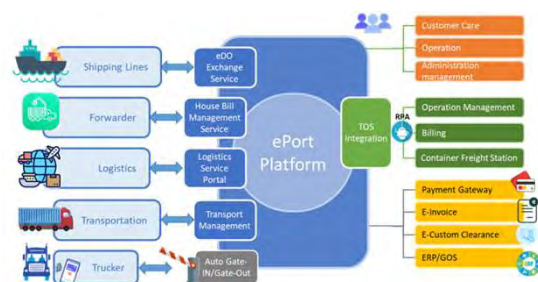 Shipping Lines
eDO
Exchange
Service
Forwarder
House Bill
Management
Service
Logistics
Logistics
Service
Portal
Transportation
Transport
Management
Trucker
Auto Gate-
IN/Gate-Out
ePort
Platform
TOS
Integration
RPA
Customer Care
Operation
Administration
management
Operation Management
Billing
Container Freight Station
Payment Gateway
E-Invoice
E-Custom Clearance
ERP/GOS